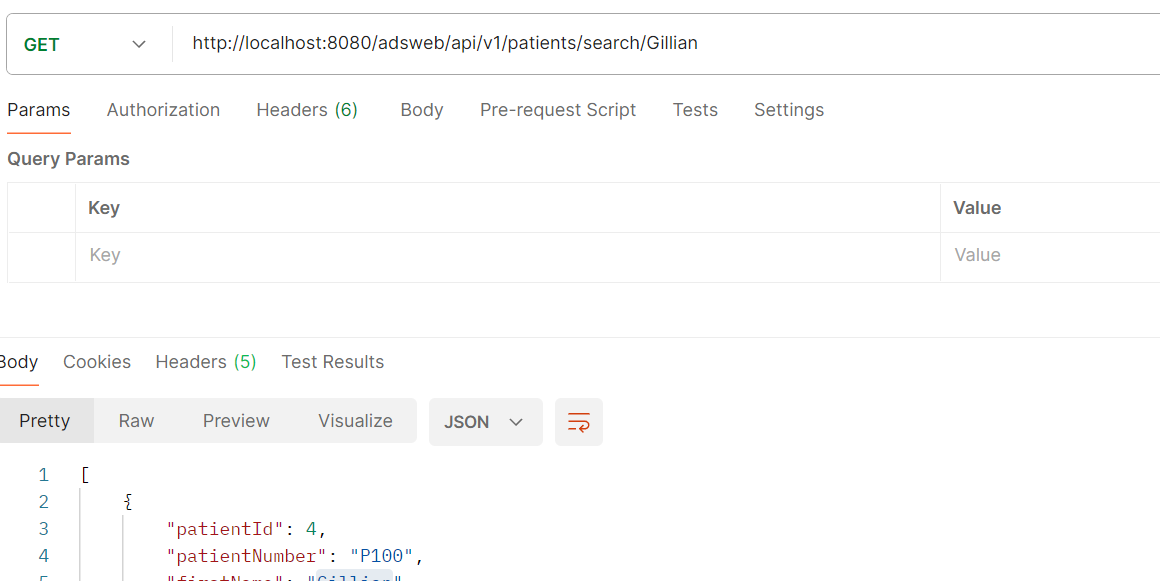 GET http://localhost:8080/adsweb/api/v1/patients/search/Gillian
Params Authorization Headers (6) Body Pre-request Script Tests Settings
Query Params
Key Value
Key Value
Body Cookies Headers (5) Test Results
Pretty Raw Preview Visualize JSON
1 [
2 {
3 "patientId": 4,
4 "patientNumber": "P100",
5 "firstName": "Gillian"